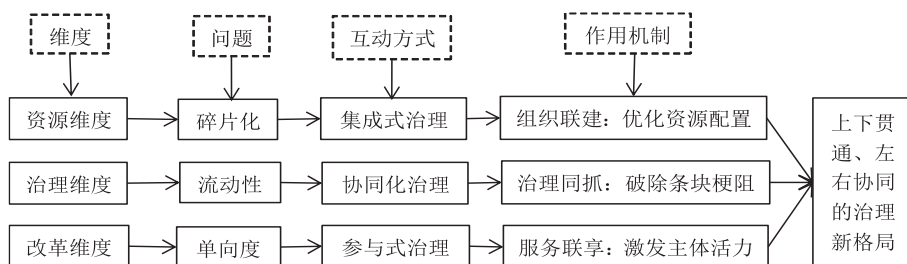 维度
问题
互动方式
作用机制
资源维度
碎片化
集成式治理
组织联建：优化资源配置
治理维度
流动性
协同化治理
治理同抓：破除条块梗阻
改革维度
单向度
参与式治理
服务联享：激发主体活力
上下贯
通、左
右协同
的治理
新格局